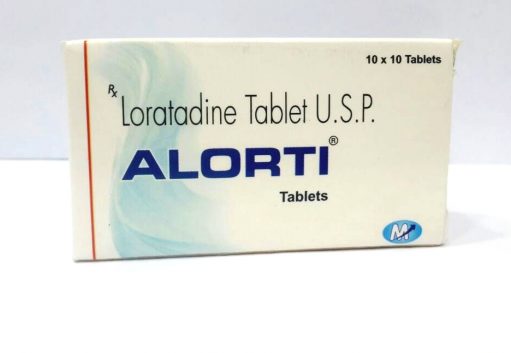 10 x 10 Tablets
Rx Loratadine Tablet U.S.P.
ALORTI®
Tablets
M